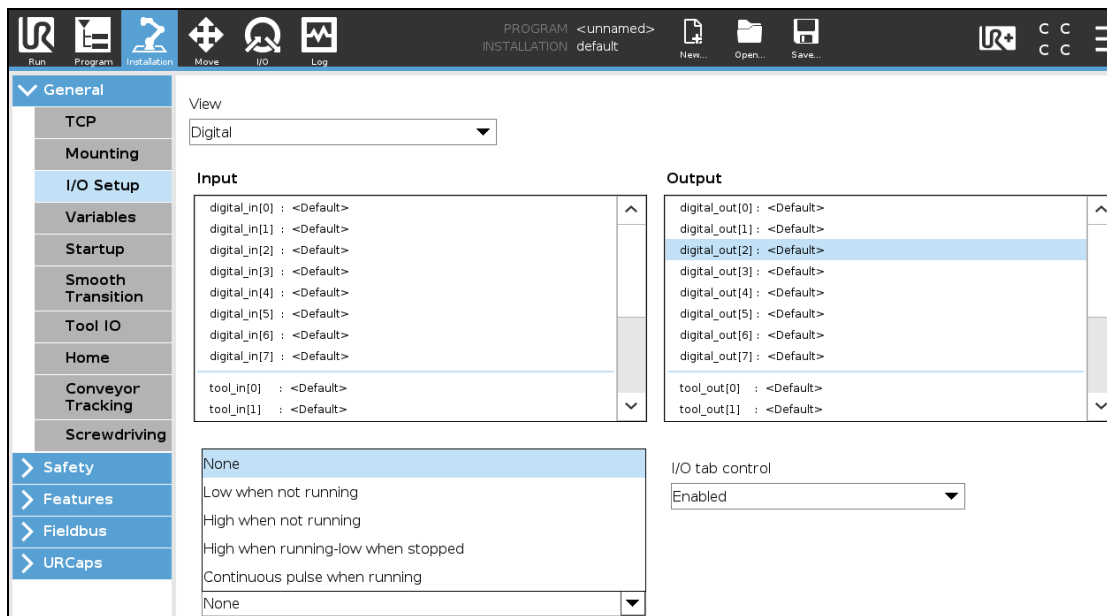 PROGRAM <unnamed>
INSTALLATION default
Run Program Installation Move I/O Log New... Open... Save...
UR+
C C
C C
General
TCP
Mounting
I/O Setup
Variables
Startup
Smooth
Transition
Tool IO
Home
Conveyor
Tracking
Screwdriving
Safety
Features
Fieldbus
URCaps
View
Digital
Input
digital_in[0] : <Default>
digital_in[1] : <Default>
digital_in[2] : <Default>
digital_in[3] : <Default>
digital_in[4] : <Default>
digital_in[5] : <Default>
digital_in[6] : <Default>
digital_in[7] : <Default>
tool_in[0] : <Default>
tool_in[1] : <Default>
Output
digital_out[0] : <Default>
digital_out[1] : <Default>
digital_out[2] : <Default>
digital_out[3] : <Default>
digital_out[4] : <Default>
digital_out[5] : <Default>
digital_out[6] : <Default>
digital_out[7] : <Default>
tool_out[0] : <Default>
tool_out[1] : <Default>
None
Low when not running
High when not running
High when running-low when stopped
Continuous pulse when running
None
I/O tab control
Enabled